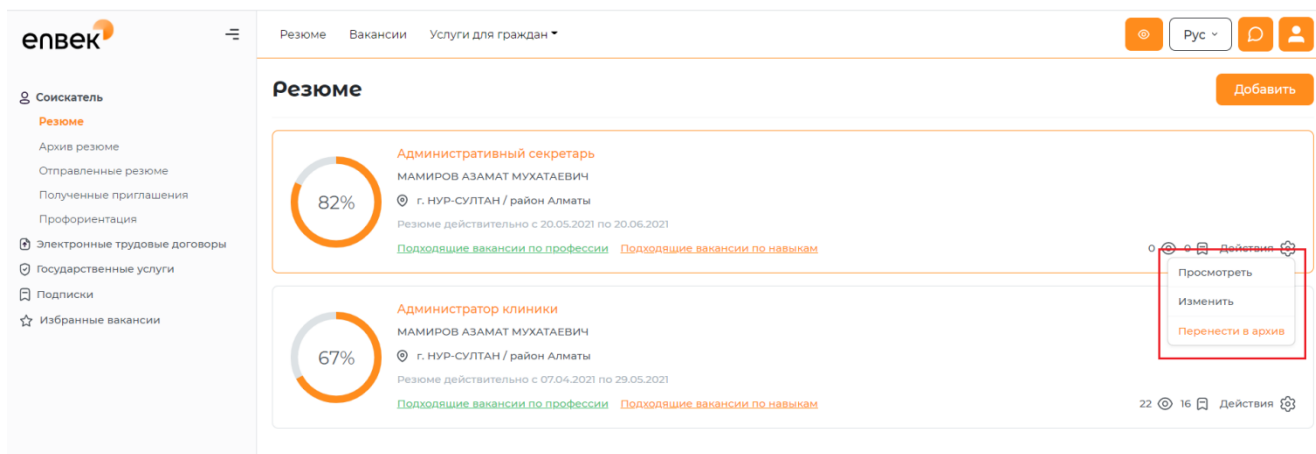 enbek
Резюме Вакансии Услуги для граждан
Рус
Соискатель
Резюме
Архив резюме
Отправленные резюме
Полученные приглашения
Профориентация
Электронные трудовые договоры
Государственные услуги
Подписки
Избранные вакансии
Резюме
Добавить
82%
Административный секретарь
МАМИРОВ АЗАМАТ МУХАТАЕВИЧ
г. НУР-СУЛТАН / район Алматы
Резюме действительно с 20.05.2021 по 20.06.2021
Подходящие вакансии по профессии Подходящие вакансии по навыкам
0 0 Действия
Просмотреть
Изменить
Перенести в архив
67%
Администратор клиники
МАМИРОВ АЗАМАТ МУХАТАЕВИЧ
г. НУР-СУЛТАН / район Алматы
Резюме действительно с 07.04.2021 по 29.05.2021
Подходящие вакансии по профессии Подходящие вакансии по навыкам
22 16 Действия